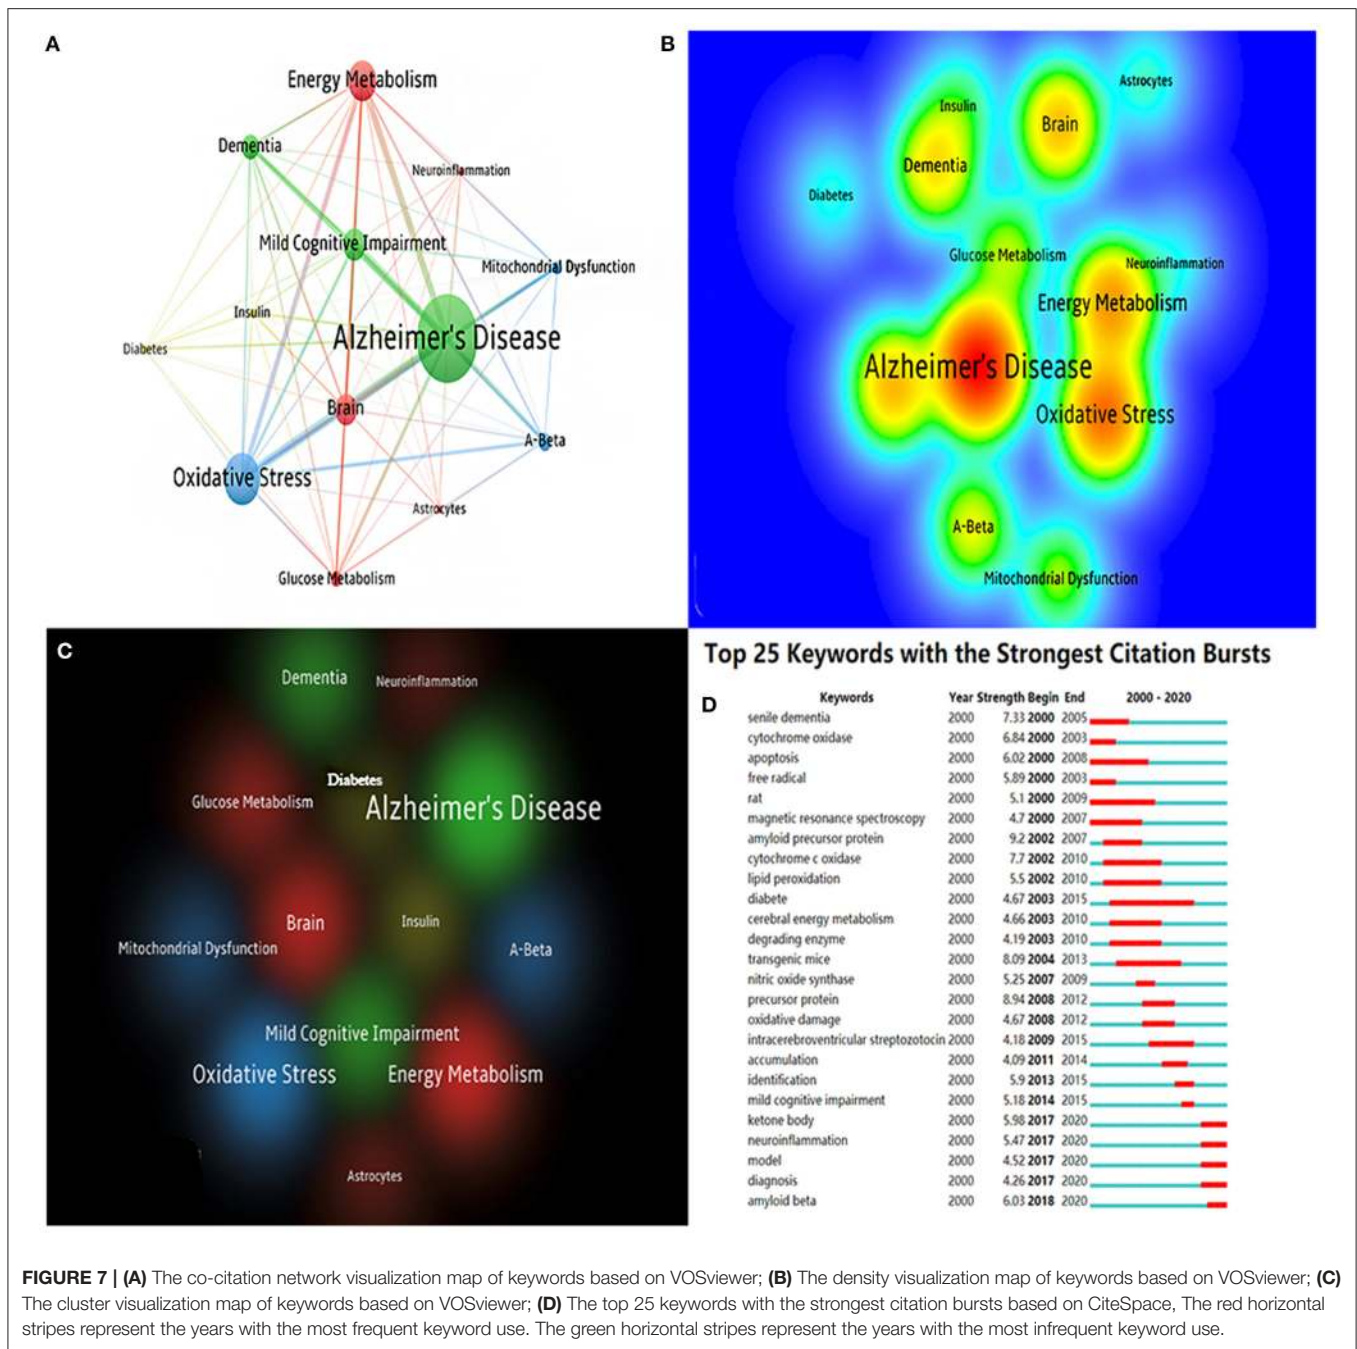 A
Energy Metabolism
Dementia
Neuroinflammation
Mild Cognitive Impairment
Mitochondrial Dysfunction
Insulin
Alzheimer's Disease
Diabetes
Brain
A-Beta
Oxidative Stress
Astrocytes
Glucose Metabolism
B
Astrocytes
Insulin
Brain
Dementia
Diabetes
Glucose Metabolism
Neuroinflammation
Energy Metabolism
Alzheimer's Disease
Oxidative Stress
A-Beta
Mitochondrial Dysfunction
C
Dementia
Neuroinflammation
Diabetes
Glucose Metabolism
Alzheimer's Disease
Brain
Insulin
Mitochondrial Dysfunction
A-Beta
Mild Cognitive Impairment
Oxidative Stress
Energy Metabolism
Astrocytes
Top 25 Keywords with the Strongest Citation Bursts
D
Keywords Year Strength Begin End 2000 - 2020
senile dementia 2000 7.33 2000 2005
cytochrome oxidase 2000 6.84 2000 2003
apoptosis 2000 6.02 2000 2008
free radical 2000 5.89 2000 2003
rat 2000 5.1 2000 2009
magnetic resonance spectroscopy 2000 4.7 2000 2007
amyloid precursor protein 2000 9.2 2002 2007
cytochrome c oxidase 2000 7.7 2002 2010
lipid peroxidation 2000 5.5 2002 2010
diabete 2000 4.67 2003 2015
cerebral energy metabolism 2000 4.66 2003 2010
degrading enzyme 2000 4.19 2003 2010
transgenic mice 2000 8.09 2004 2013
nitric oxide synthase 2000 5.25 2007 2009
precursor protein 2000 8.94 2008 2012
oxidative damage 2000 4.67 2008 2012
intracerebroventricular streptozotocin 2000 4.18 2009 2015
accumulation 2000 4.09 2011 2014
identification 2000 5.9 2013 2015
mild cognitive impairment 2000 5.18 2014 2015
ketone body 2000 5.98 2017 2020
neuroinflammation 2000 5.47 2017 2020
model 2000 4.52 2017 2020
diagnosis 2000 4.26 2017 2020
amyloid beta 2000 6.03 2018 2020
FIGURE 7 | (A) The co-citation network visualization map of keywords based on VOSviewer; (B) The density visualization map of keywords based on VOSviewer; (C)
The cluster visualization map of keywords based on VOSviewer; (D) The top 25 keywords with the strongest citation bursts based on CiteSpace, The red horizontal
stripes represent the years with the most frequent keyword use. The green horizontal stripes represent the years with the most infrequent keyword use.